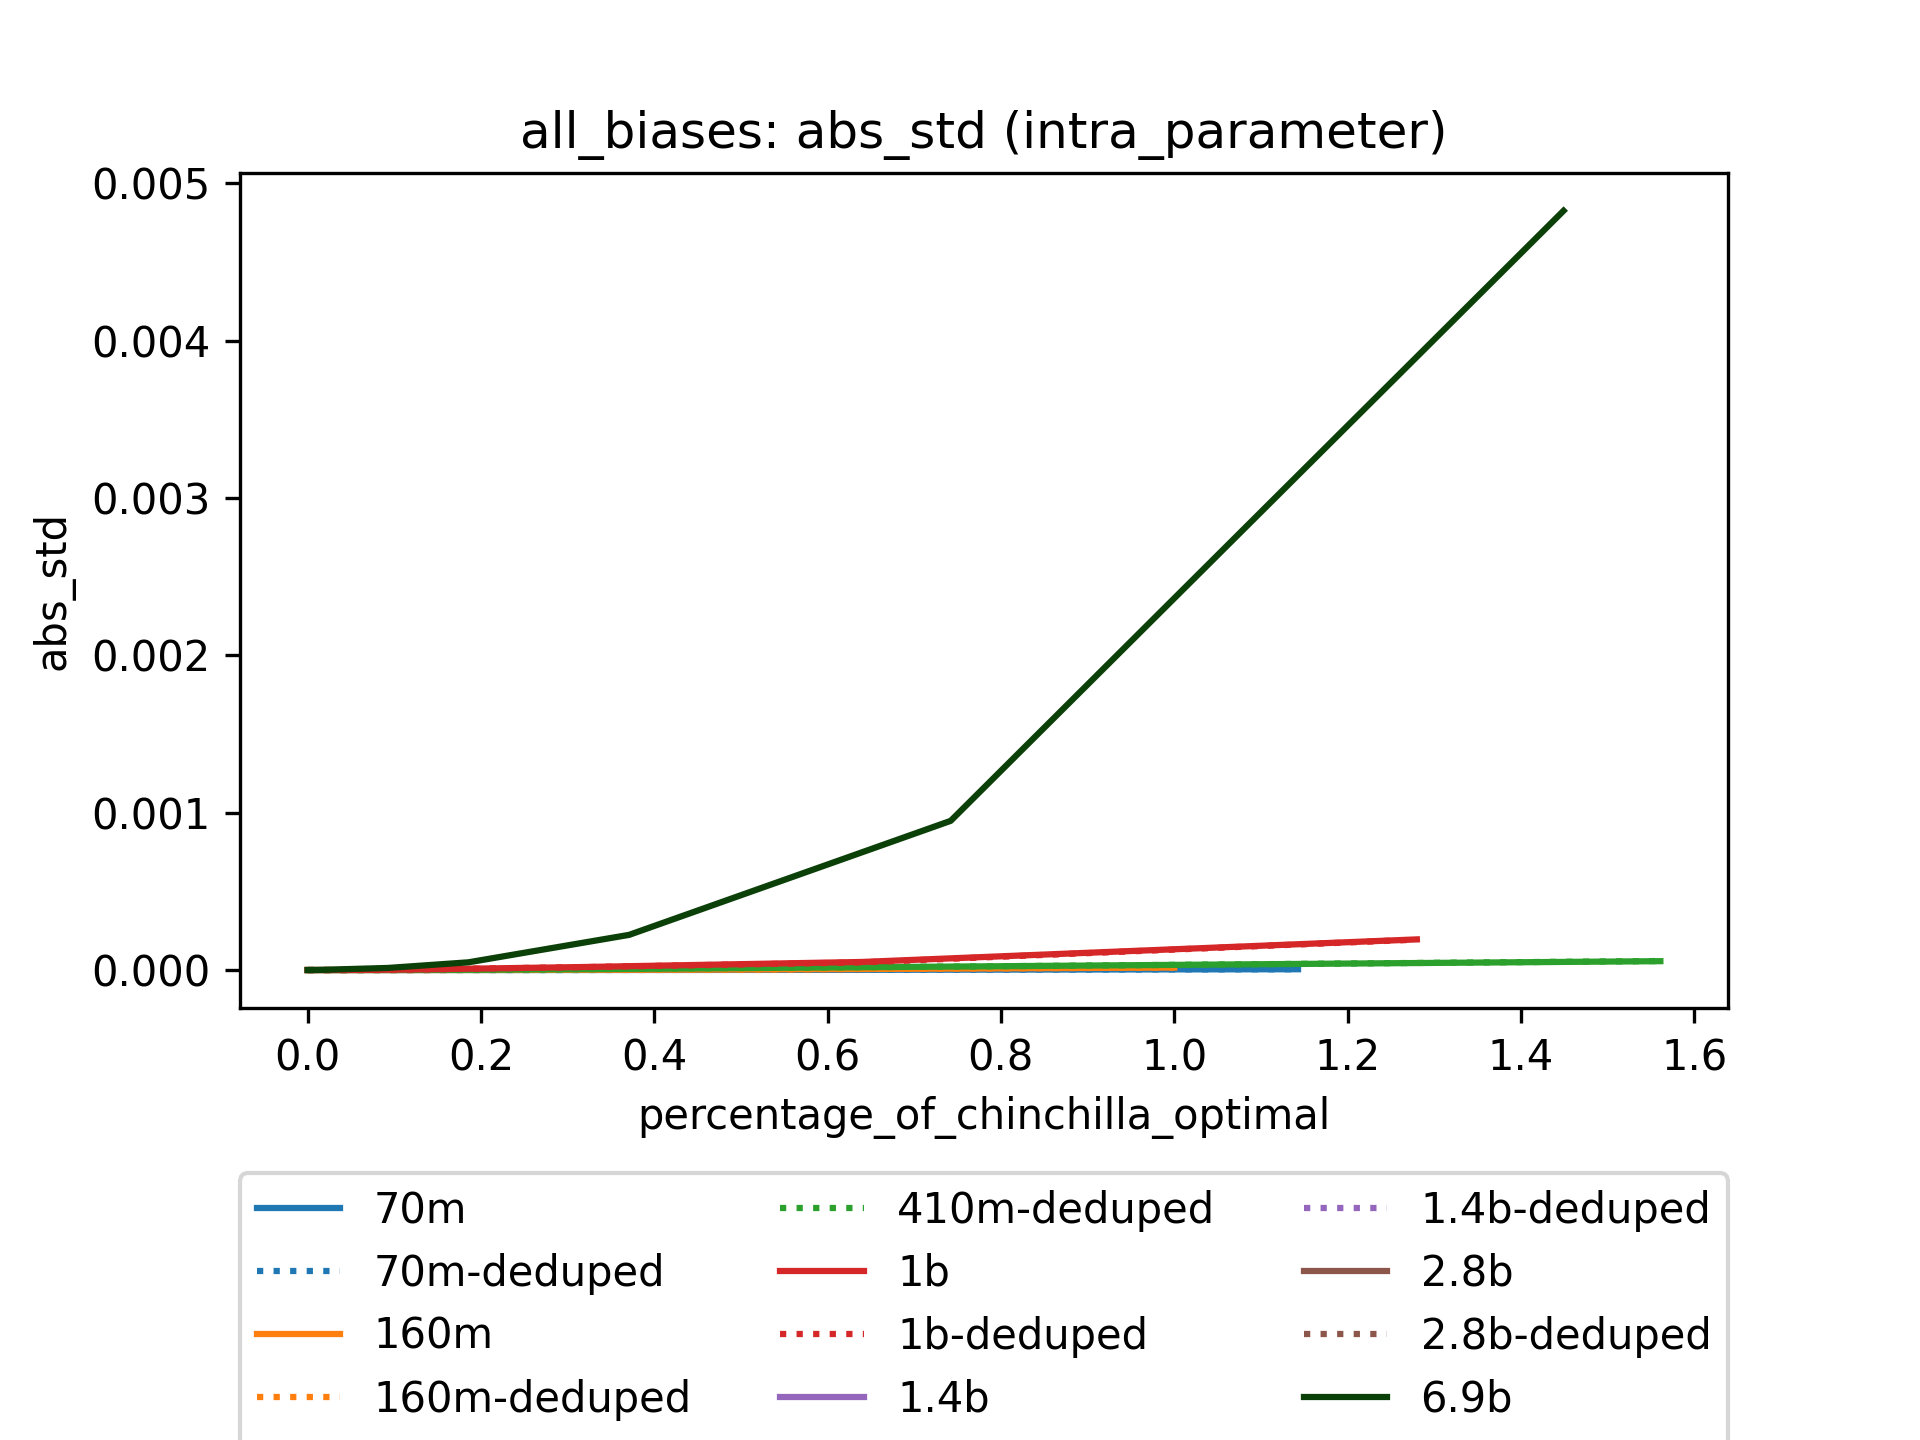 all_biases: abs_std (intra_parameter)
0.005
0.004
0.003
0.002
0.001
0.000
abs_std
0.0 0.2 0.4 0.6 0.8 1.0 1.2 1.4 1.6
percentage_of_chinchilla_optimal
70m
70m-deduped
160m
160m-deduped
410m-deduped
1b
1b-deduped
1.4b
1.4b-deduped
2.8b
2.8b-deduped
6.9b